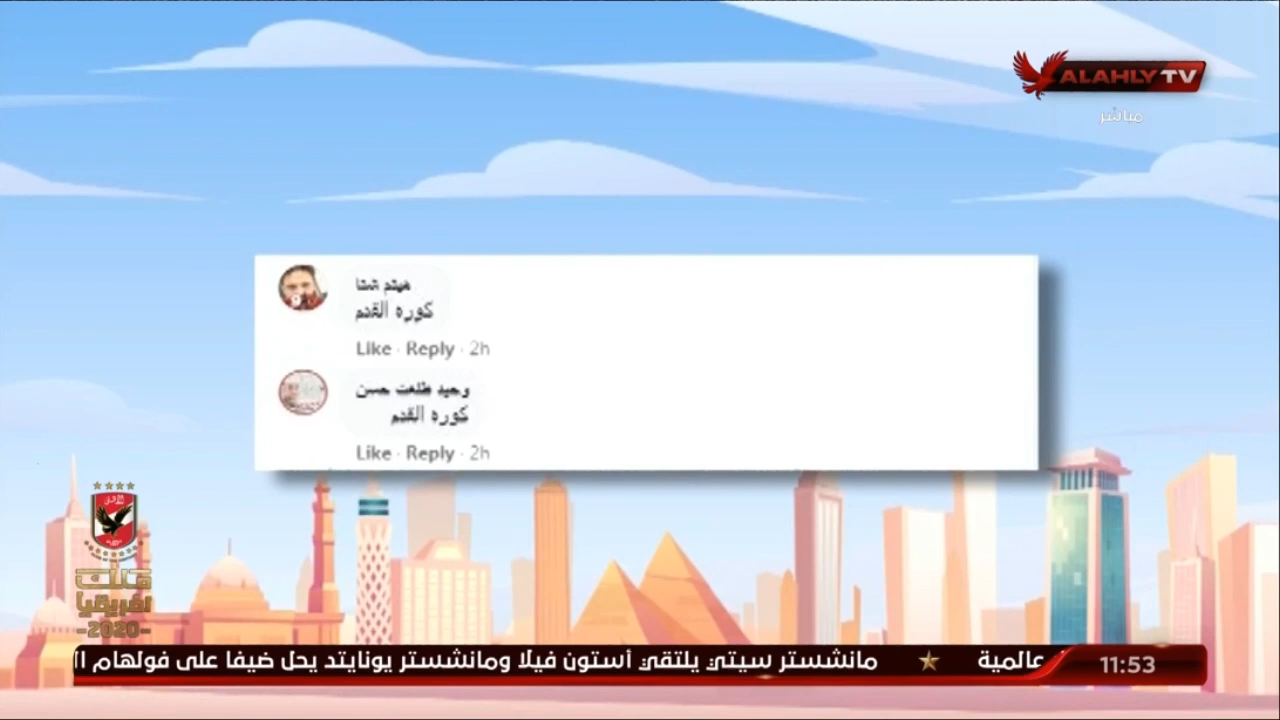 ALAHLY TV
مباشر
هيثم شتا
كوره القدم
Like · Reply · 2h
وحيد طلعت حسن
كوره القدم
Like · Reply · 2h
ملك
افريقيا
-2020-
عالمية ★ مانشستر سيتي يلتقي أستون فيلا ومانشستر يونايتد يحل ضيفا على فولهام ا
11:53